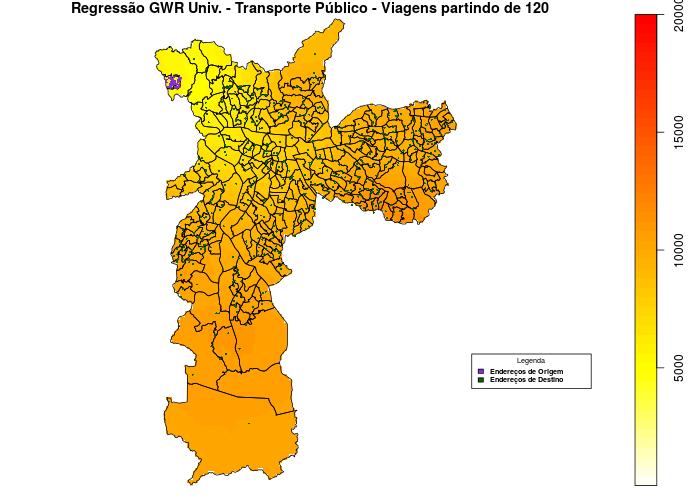 Regressão GWR Univ. - Transporte Público - Viagens partindo de 120
20000
15000
10000
5000
Legenda
Endereços de Origem
Endereços de Destino